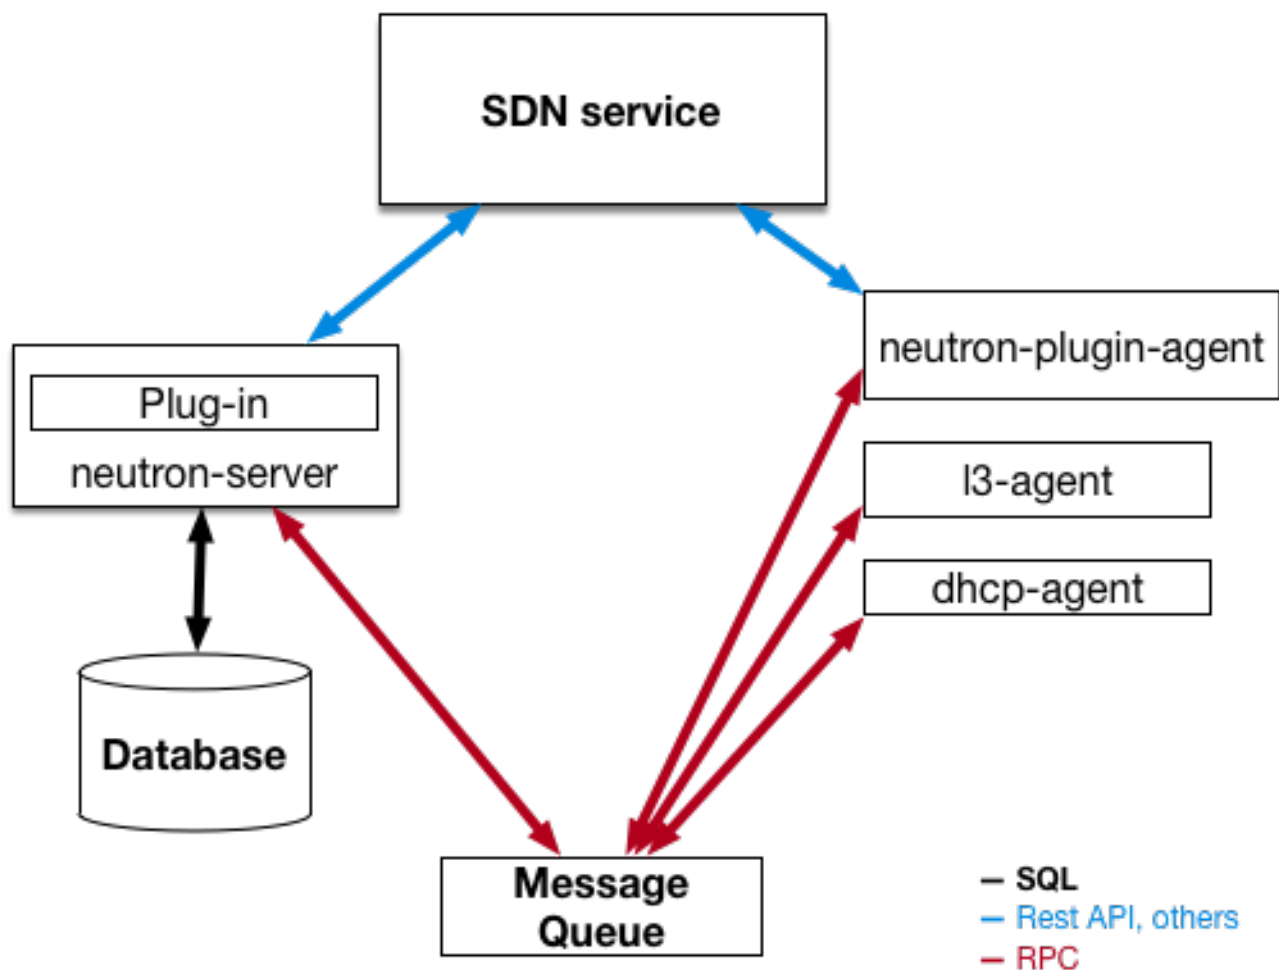 SDN service
neutron-plugin-agent
Plug-in
neutron-server
l3-agent
dhcp-agent
Database
Message
Queue
– SQL
– Rest API, others
– RPC